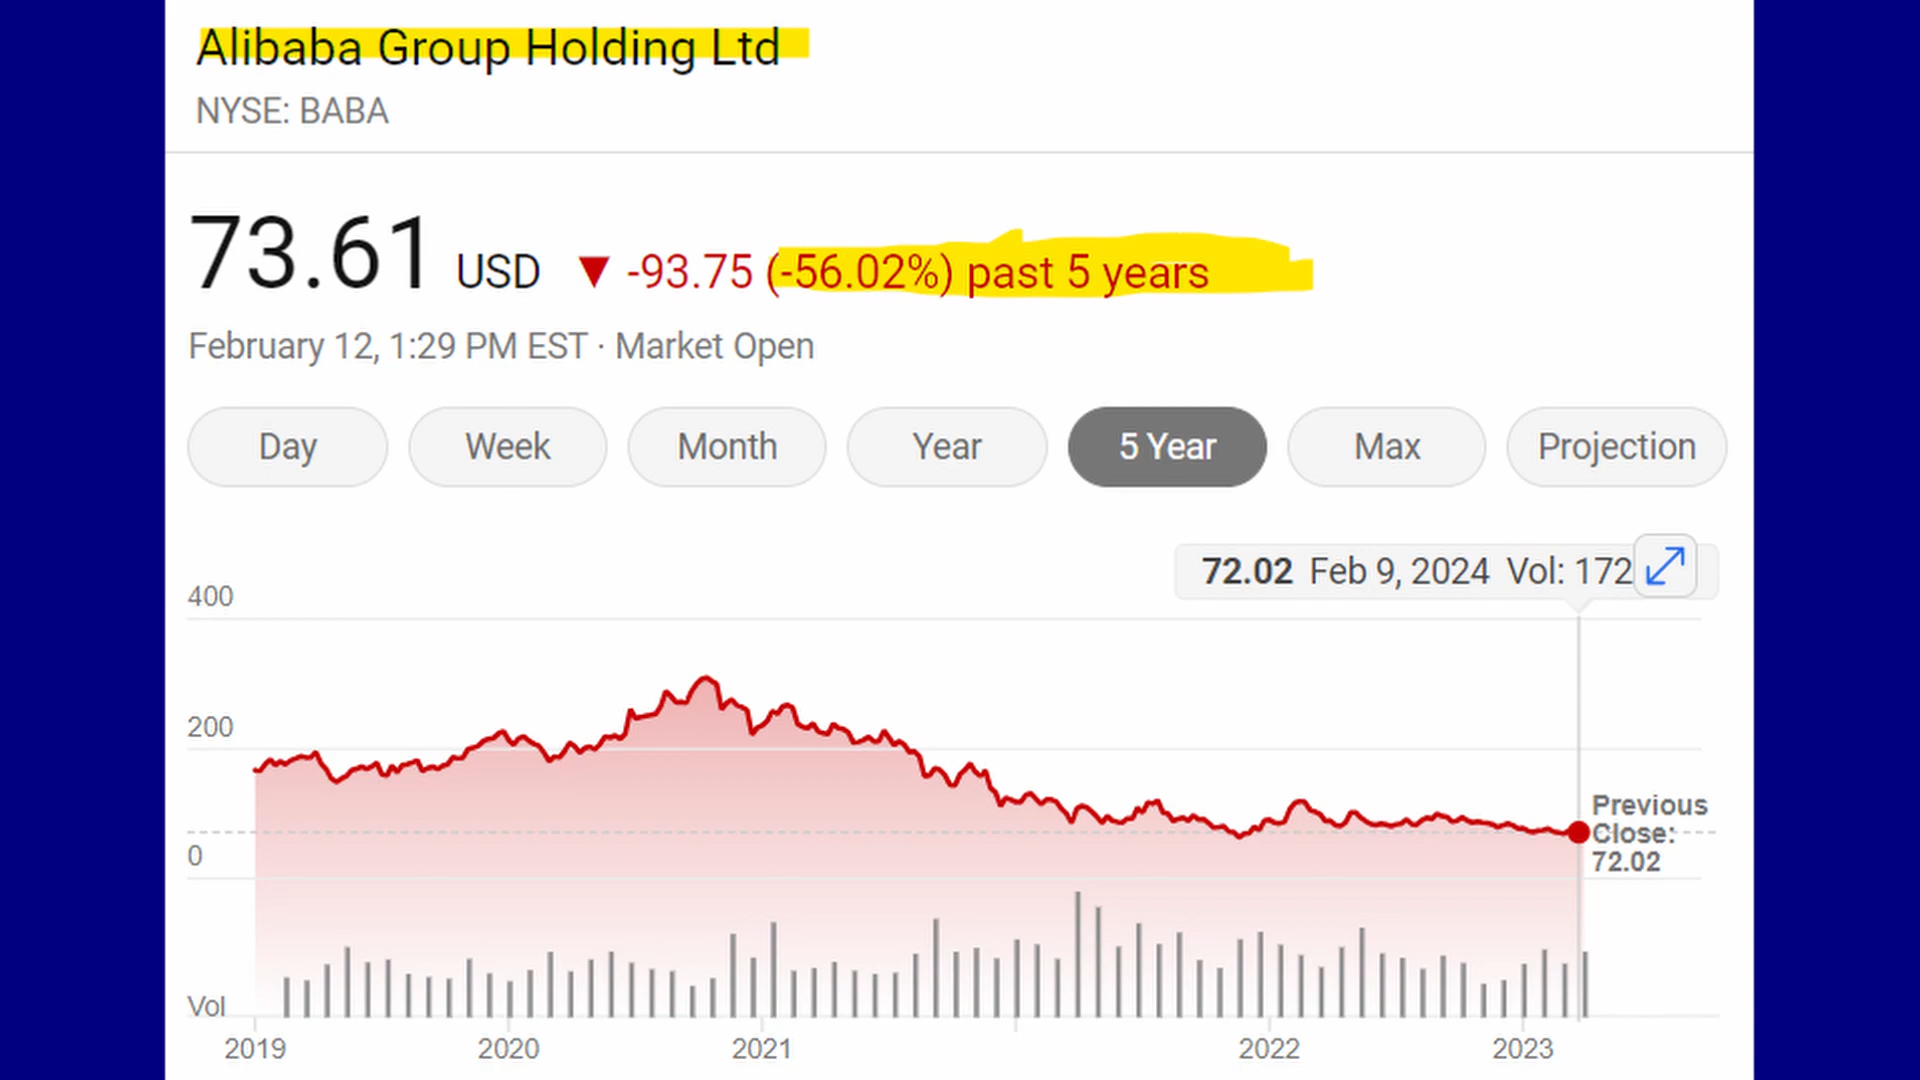 Alibaba Group Holding Ltd
NYSE: BABA
73.61 USD ▼ -93.75 (-56.02%) past 5 years
February 12, 1:29 PM EST · Market Open
Day Week Month Year 5 Year Max Projection
72.02 Feb 9, 2024 Vol: 172
400
200
Previous
Close:
72.02
0
Vol
2019 2020 2021 2022 2023